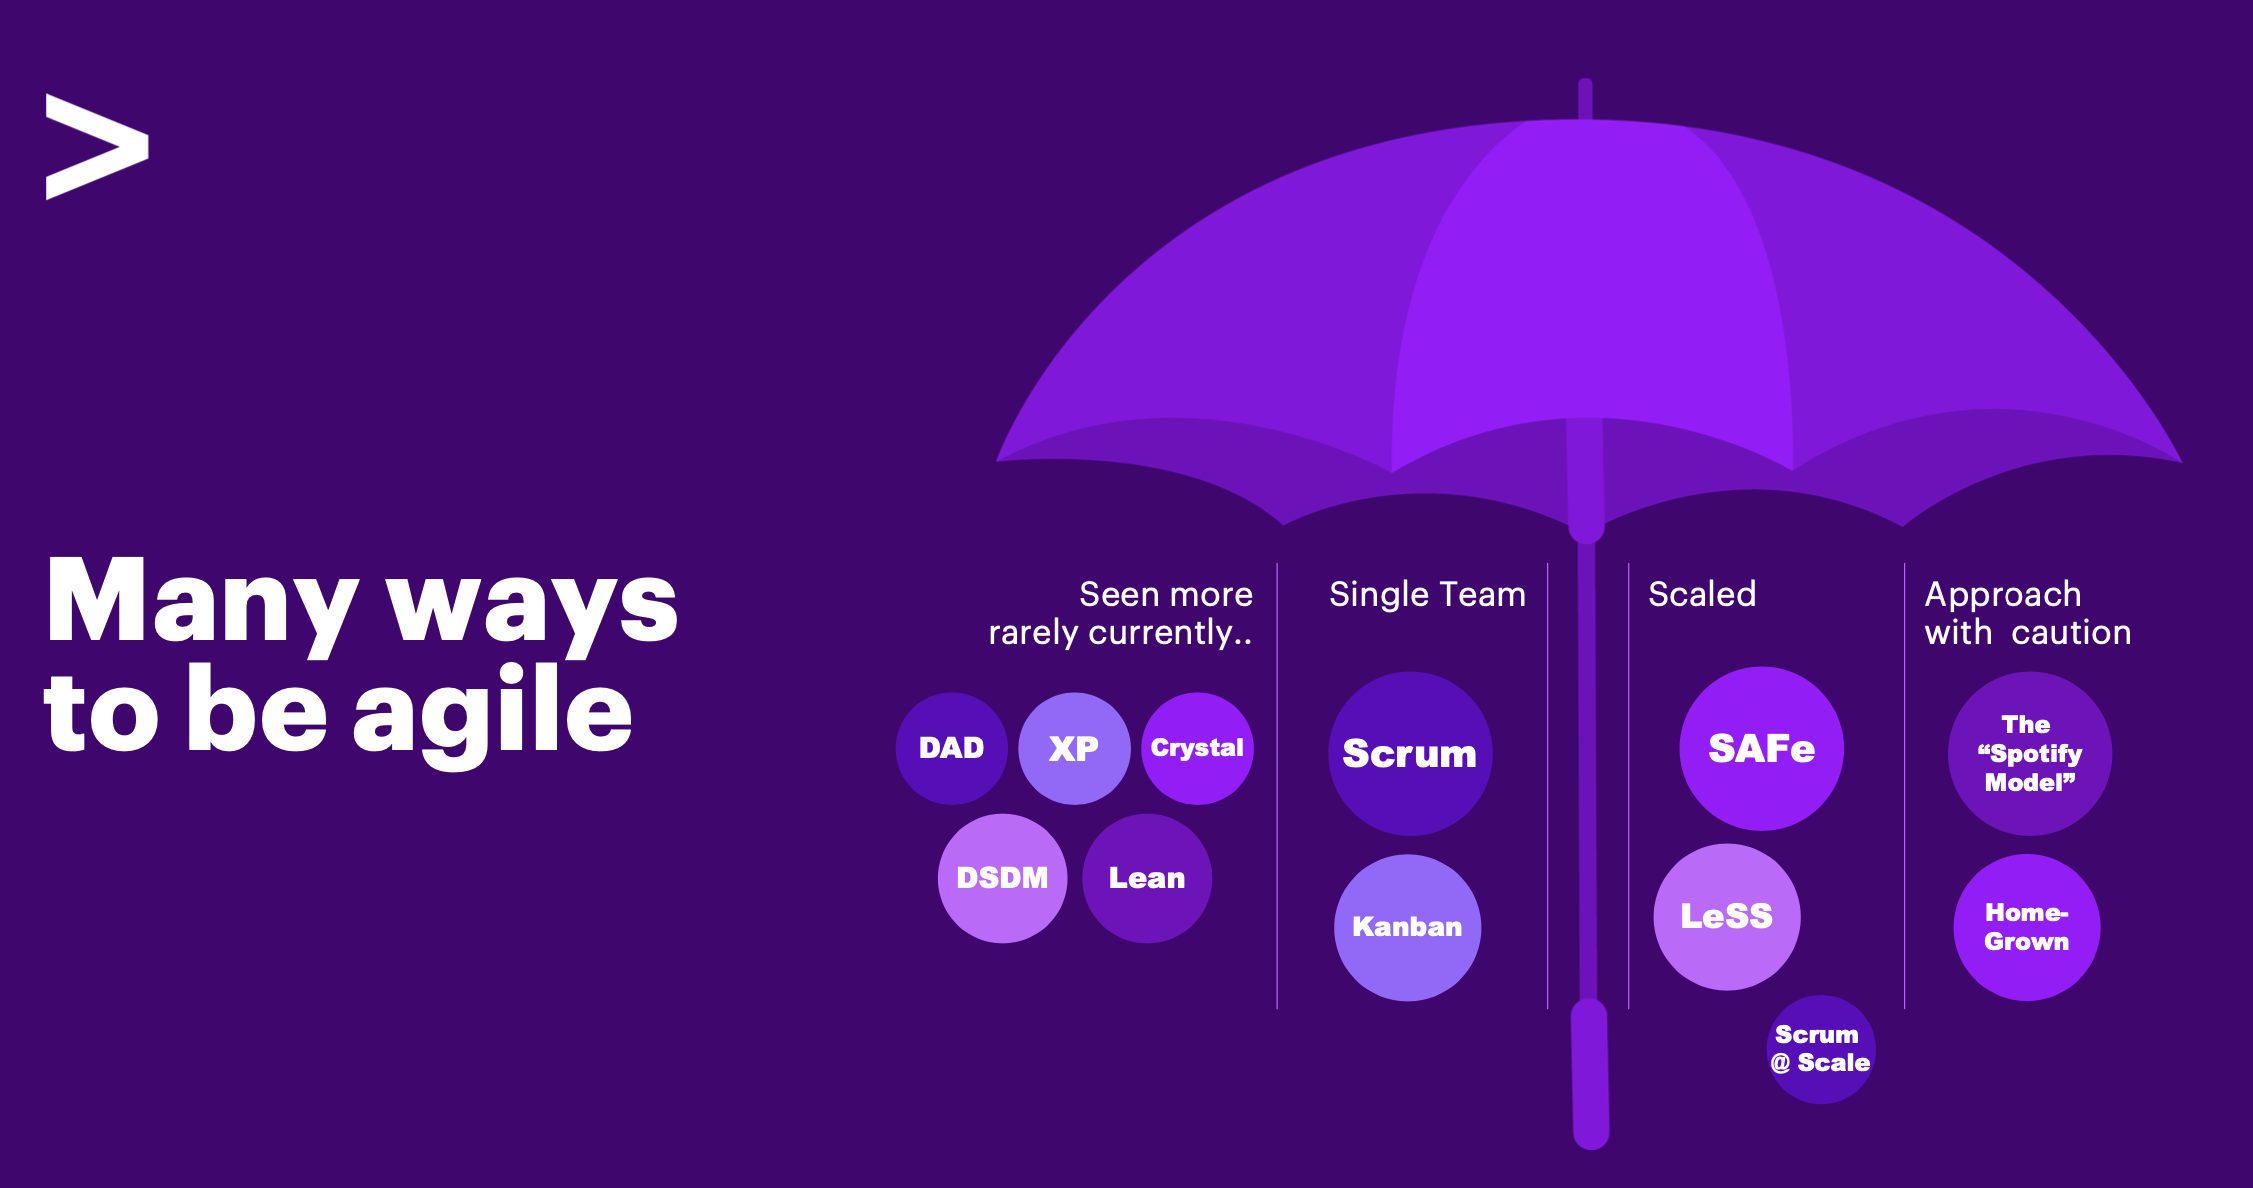 >
Many ways
to be agile
Seen more
rarely currently..
DAD
XP
Crystal
DSDM
Lean
Single Team
Scrum
Kanban
Scaled
SAFe
LeSS
Scrum
@ Scale
Approach
with  caution
The
“Spotify
Model”
Home-
Grown